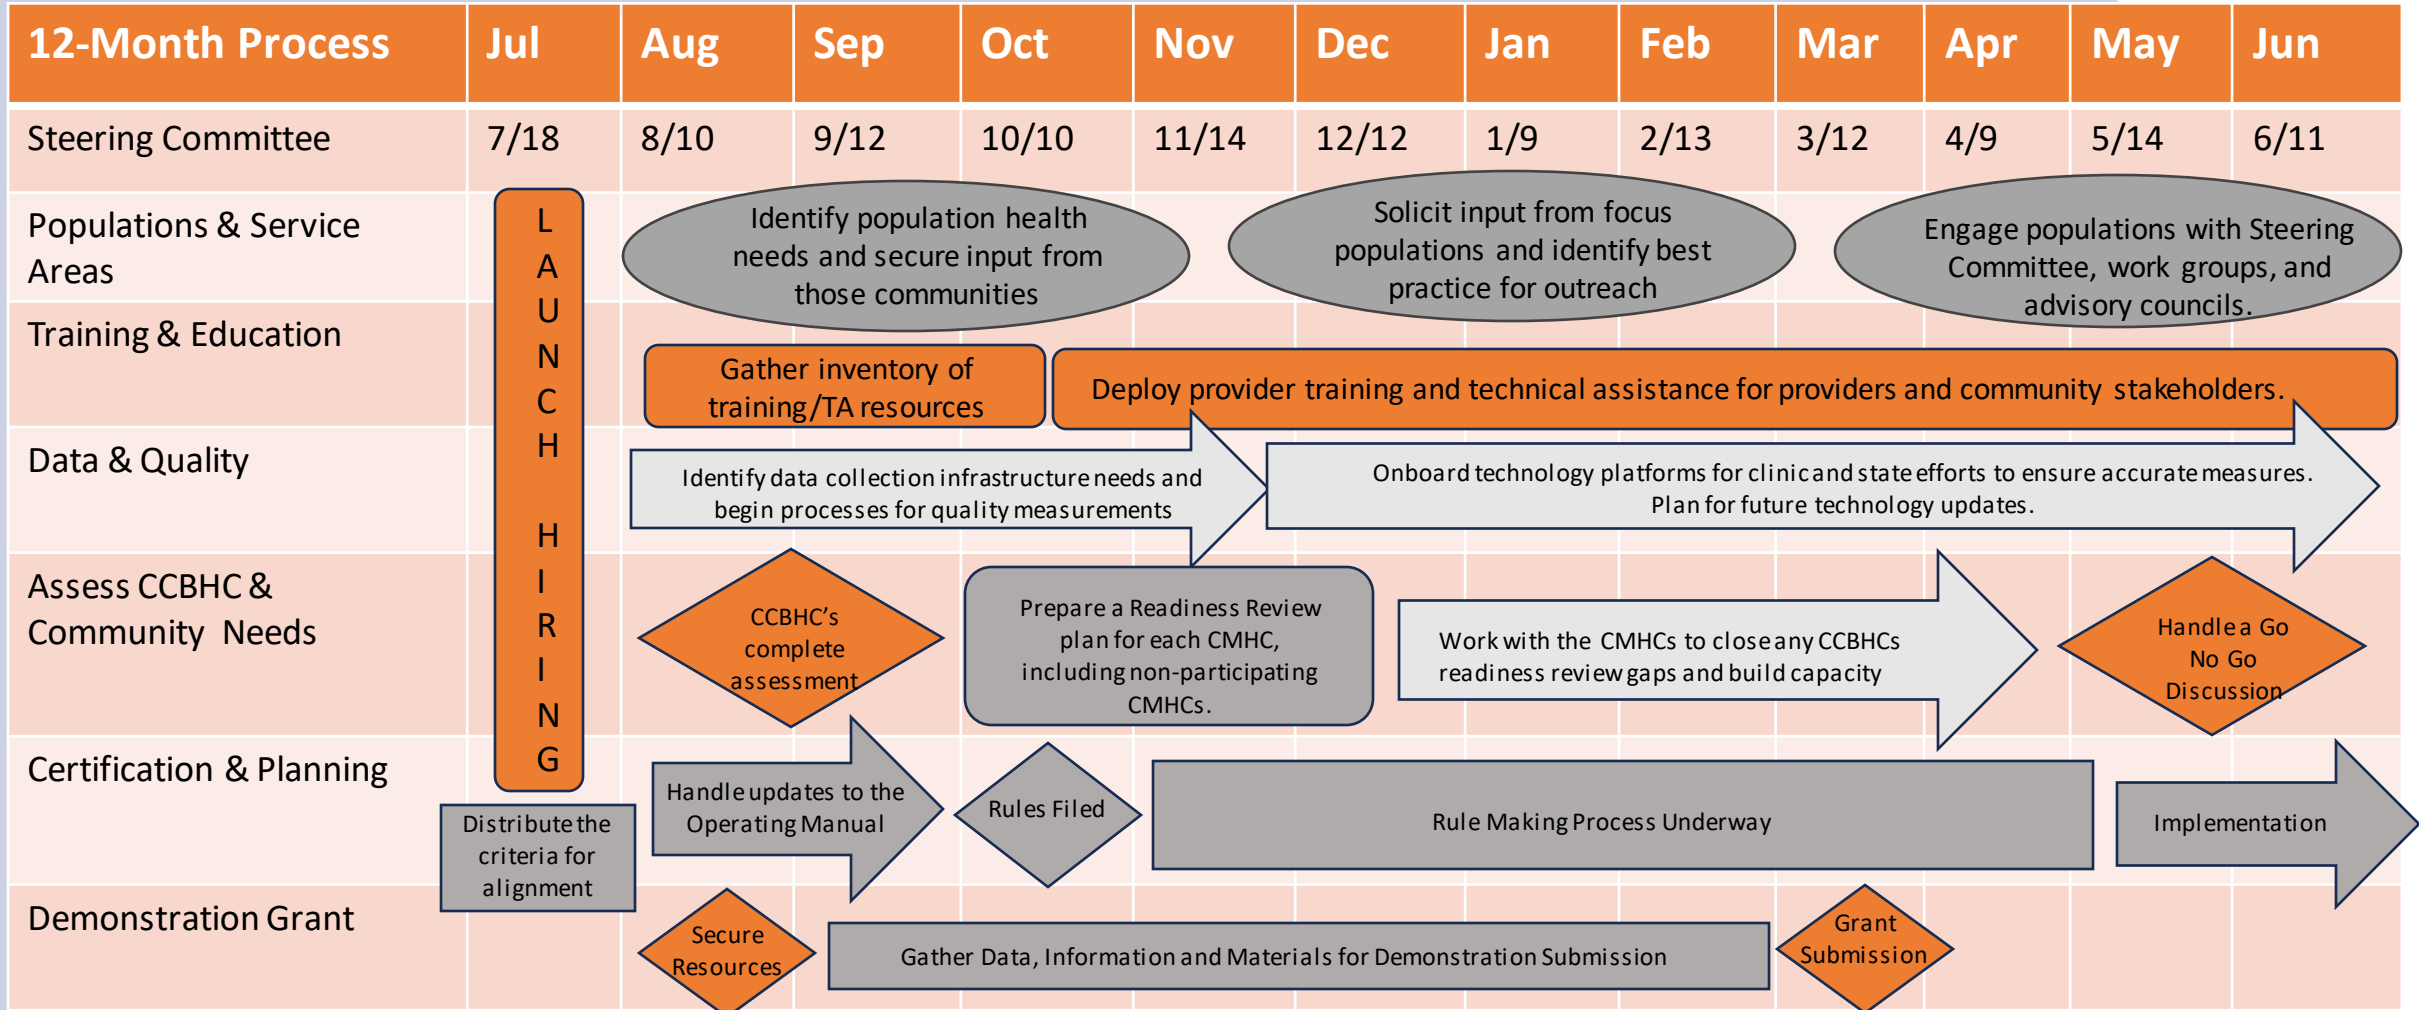 12-Month Process Jul Aug Sep Oct Nov Dec Jan Feb Mar Apr May Jun
Steering Committee 7/18 8/10 9/12 10/10 11/14 12/12 1/9 2/13 3/12 4/9 5/14 6/11
LAUNCH HIRING
Populations & Service
Areas
Identify population health
needs and secure input from
those communities
Solicit input from focus
populations and identify best
practice for outreach
Engage populations with Steering
Committee, work groups, and
advisory councils.
Training & Education
Gather inventory of
training/TA resources
Deploy provider training and technical assistance for providers and community stakeholders.
Data & Quality
Identify data collection infrastructure needs and
begin processes for quality measurements
Onboard technology platforms for clinic and state efforts to ensure accurate measures.
Plan for future technology updates.
Assess CCBHC &
Community Needs
CCBHC's
complete
assessment
Prepare a Readiness Review
plan for each CMHC,
including non-participating
CMHCs.
Work with the CMHCs to close any CCBHCs
readiness review gaps and build capacity
Handle a Go
No Go
Discussion
Certification & Planning
Distribute the
criteria for
alignment
Handle updates to the
Operating Manual
Rules Filed
Rule Making Process Underway
Implementation
Demonstration Grant
Secure
Resources
Gather Data, Information and Materials for Demonstration Submission
Grant
Submission